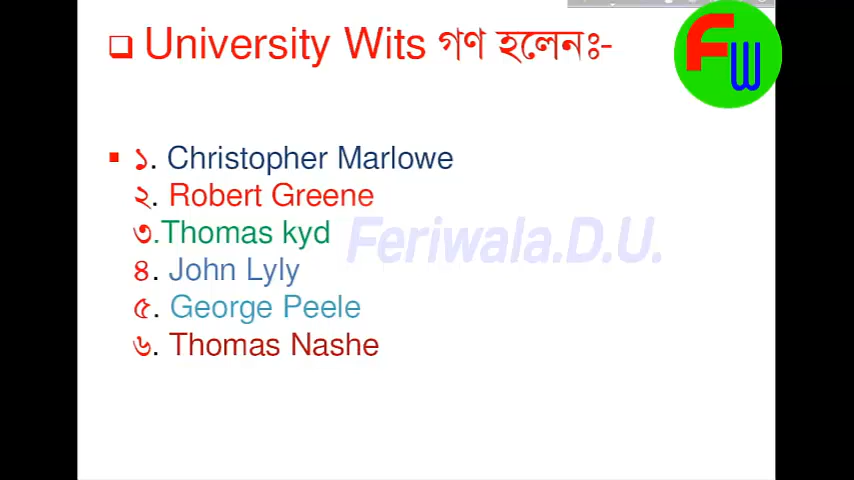 University Wits গণ হলেনঃ-
FW
১. Christopher Marlowe
২. Robert Greene
৩.Thomas kyd
Feriwala.D.U.
৪. John Lyly
৫. George Peele
৬. Thomas Nashe